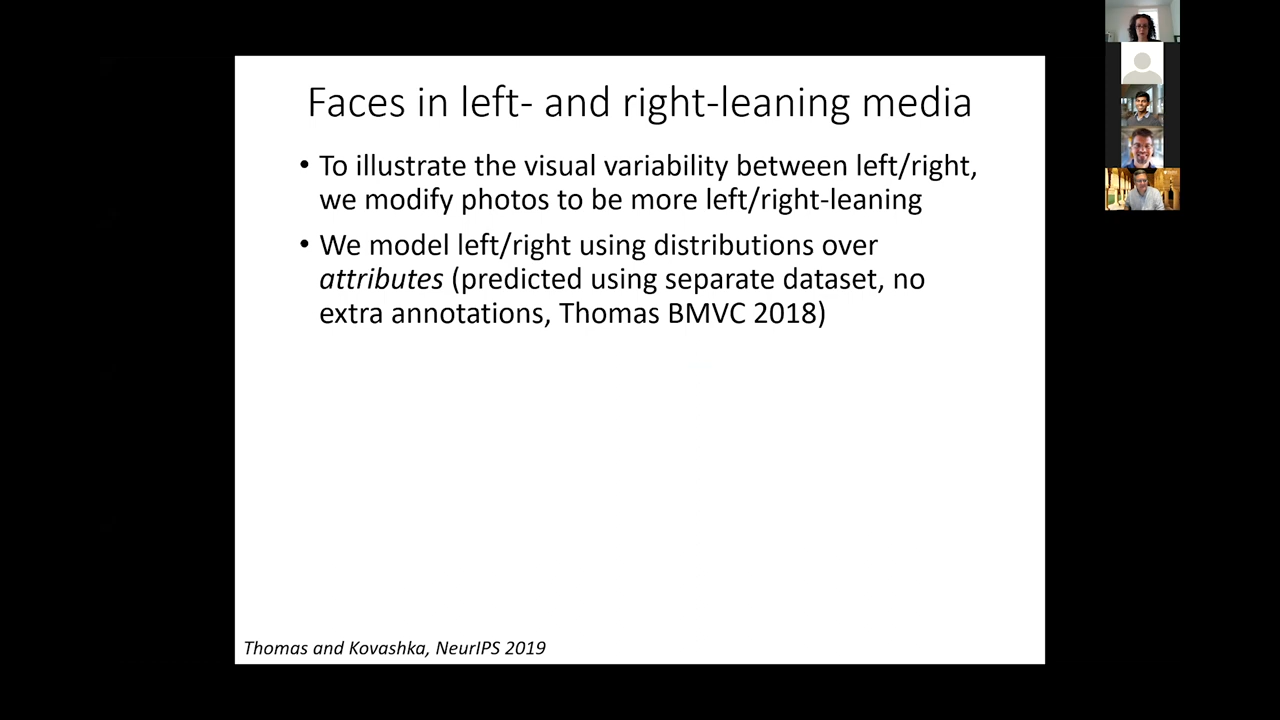 Faces in left- and right-leaning media
• To illustrate the visual variability between left/right,
we modify photos to be more left/right-leaning
• We model left/right using distributions over
attributes (predicted using separate dataset, no
extra annotations, Thomas BMVC 2018)
Thomas and Kovashka, NeurIPS 2019